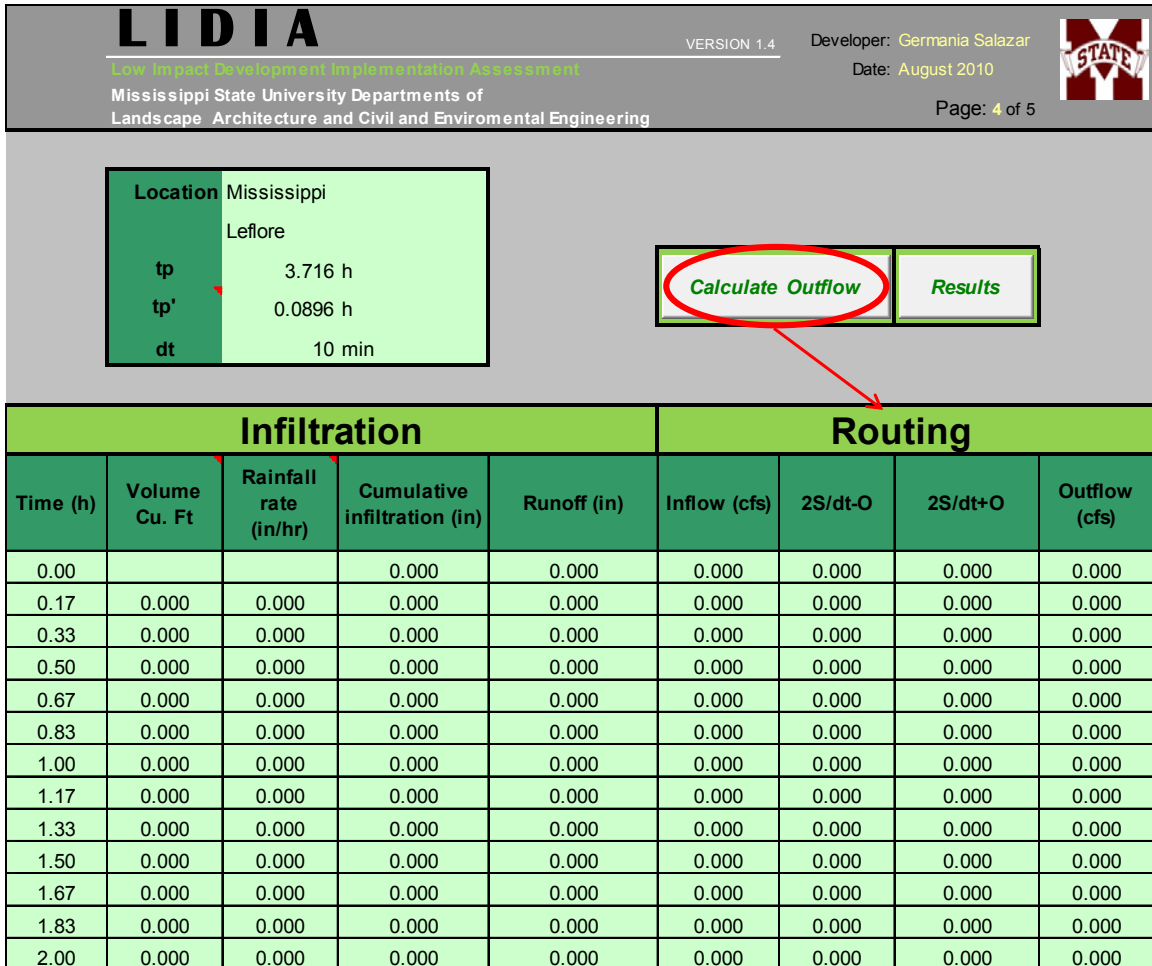 LIDIA
VERSION 1.4
Developer: Germania Salazar
Low Impact Development Implementation Assessment
Date: August 2010
Mississippi State University Departments of
Landscape Architecture and Civil and Enviromental Engineering
Page: 4 of 5
STATE
Location Mississippi
Leflore
tp 3.716 h
tp' 0.0896 h
dt 10 min
Calculate Outflow
Results
Infiltration Routing
Time (h) Volume Cu. Ft Rainfall rate (in/hr) Cumulative infiltration (in) Runoff (in) Inflow (cfs) 2S/dt-O 2S/dt+O Outflow (cfs)
0.00 0.000 0.000 0.000 0.000 0.000 0.000
0.17 0.000 0.000 0.000 0.000 0.000 0.000 0.000 0.000
0.33 0.000 0.000 0.000 0.000 0.000 0.000 0.000 0.000
0.50 0.000 0.000 0.000 0.000 0.000 0.000 0.000 0.000
0.67 0.000 0.000 0.000 0.000 0.000 0.000 0.000 0.000
0.83 0.000 0.000 0.000 0.000 0.000 0.000 0.000 0.000
1.00 0.000 0.000 0.000 0.000 0.000 0.000 0.000 0.000
1.17 0.000 0.000 0.000 0.000 0.000 0.000 0.000 0.000
1.33 0.000 0.000 0.000 0.000 0.000 0.000 0.000 0.000
1.50 0.000 0.000 0.000 0.000 0.000 0.000 0.000 0.000
1.67 0.000 0.000 0.000 0.000 0.000 0.000 0.000 0.000
1.83 0.000 0.000 0.000 0.000 0.000 0.000 0.000 0.000
2.00 0.000 0.000 0.000 0.000 0.000 0.000 0.000 0.000